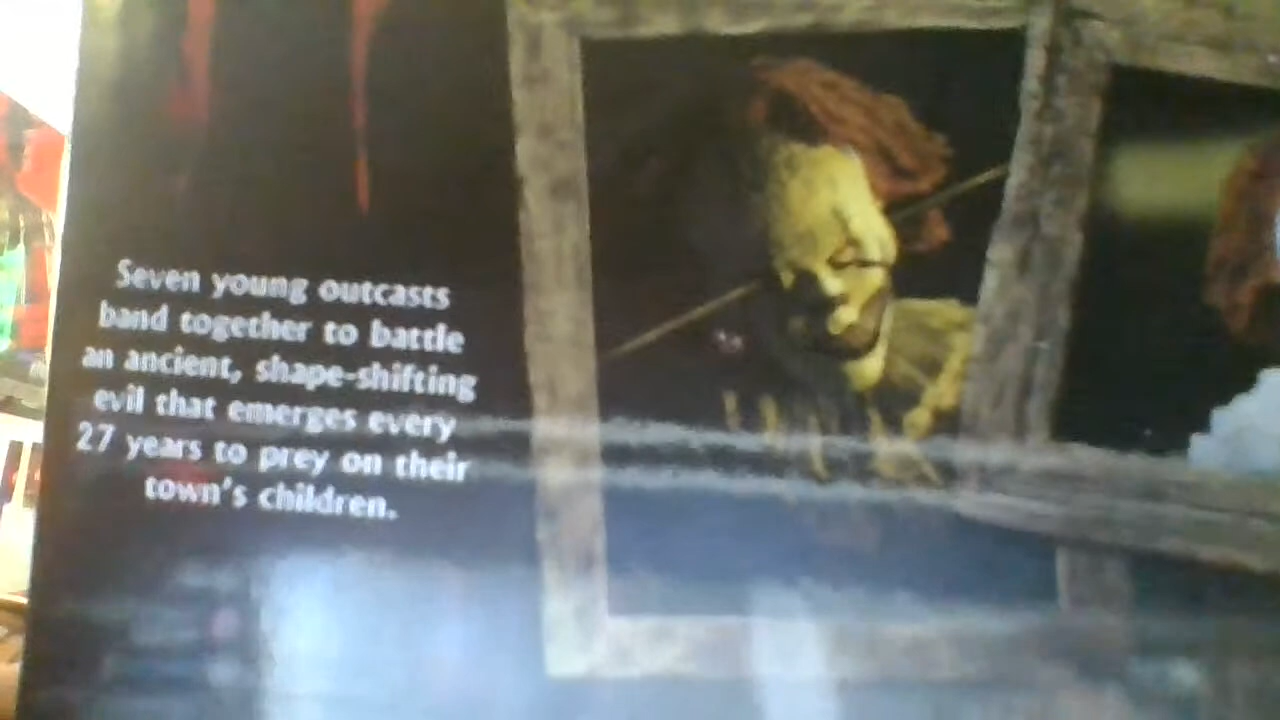 Seven young outcasts
band together to battle
an ancient, shape-shifting
evil that emerges every
27 years to prey on their
town's children.